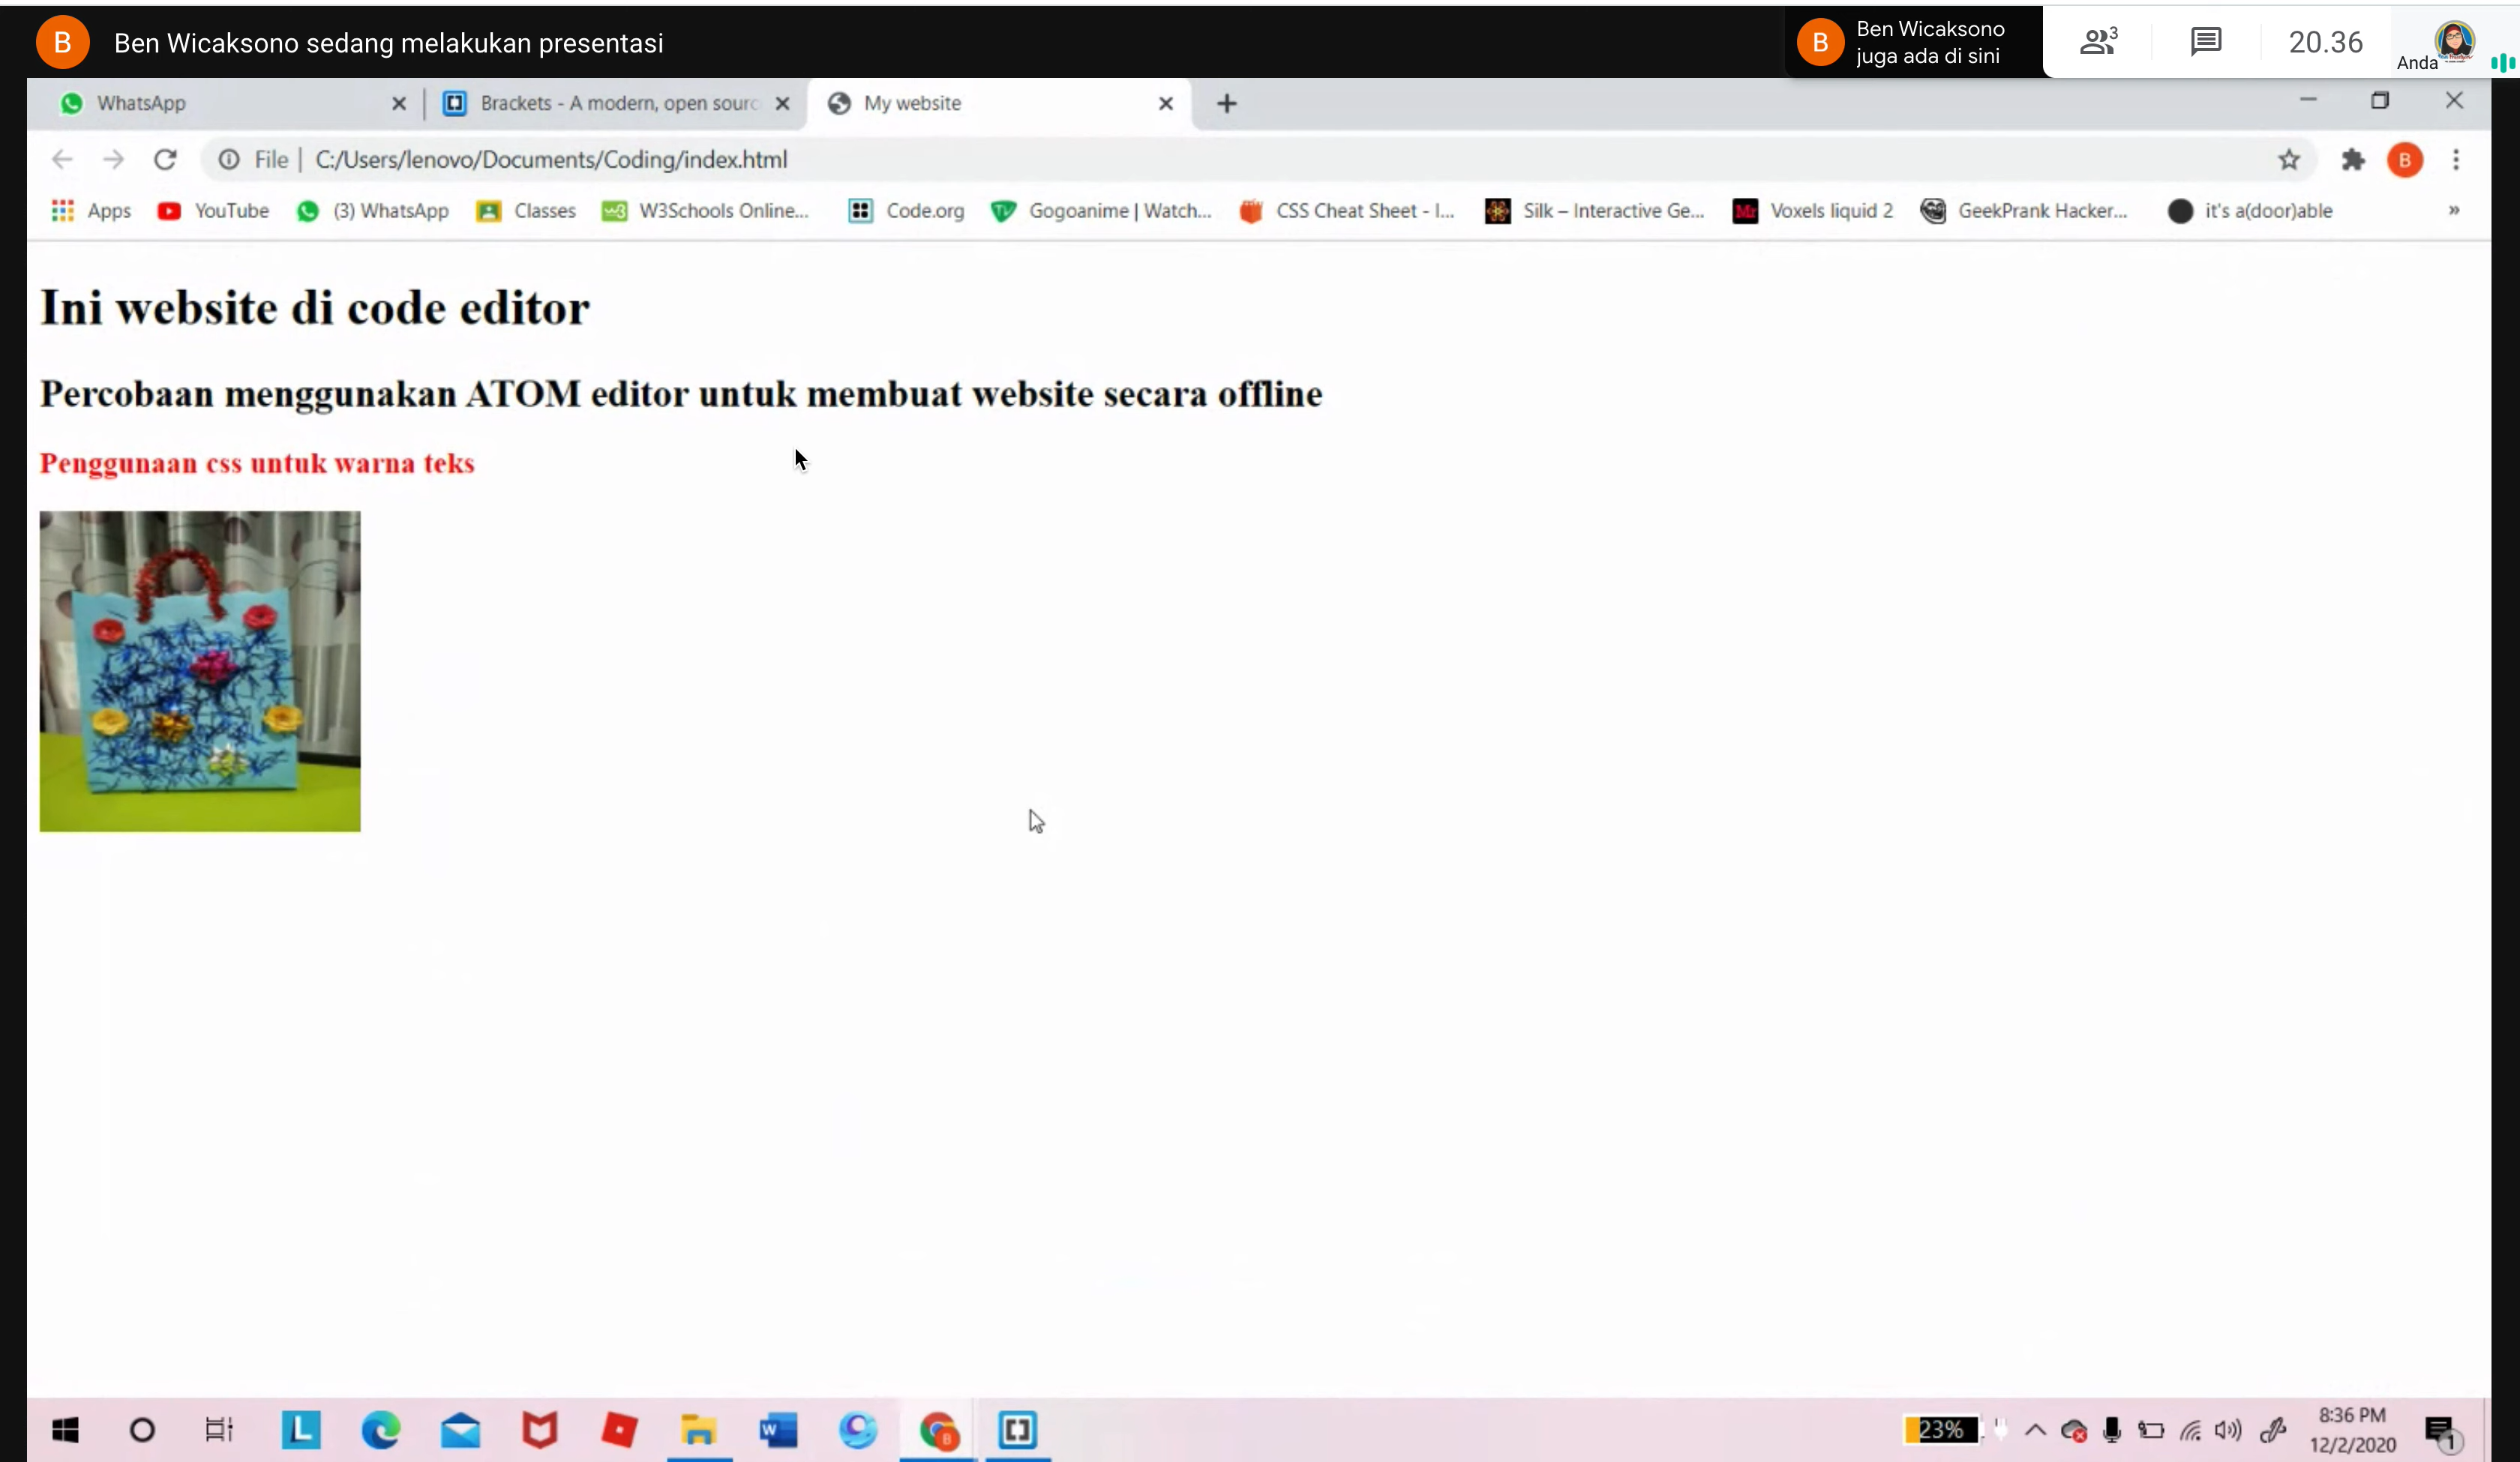 B Ben Wicaksono sedang melakukan presentasi
B Ben Wicaksono
juga ada di sini
3
20.36
Anda
WhatsApp
Brackets - A modern, open sourc
My website
File | C:/Users/lenovo/Documents/Coding/index.html
B
Apps YouTube (3) WhatsApp Classes W3Schools Online... Code.org Gogoanime | Watch... CSS Cheat Sheet - I... Silk – Interactive Ge... Voxels liquid 2 GeekPrank Hacker... it's a(door)able »
Ini website di code editor
Percobaan menggunakan ATOM editor untuk membuat website secara offline
Penggunaan css untuk warna teks
23%
8:36 PM
12/2/2020
1